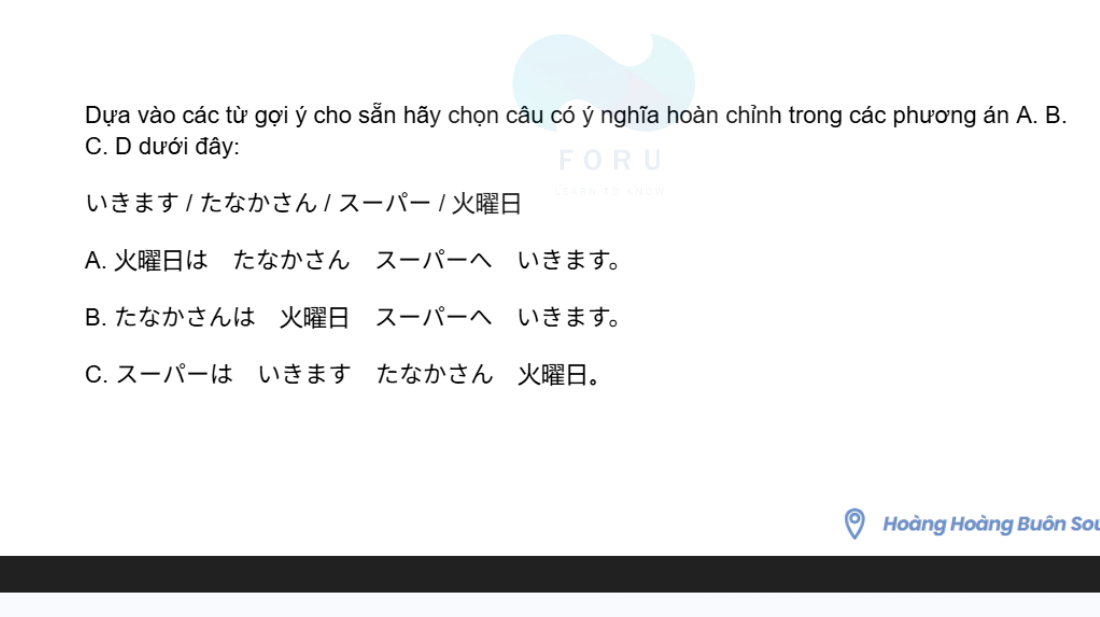 Dựa vào các từ gợi ý cho sẵn hãy chọn câu có ý nghĩa hoàn chỉnh trong các phương án A. B.
C. D dưới đây:
FORU
LEARN TO KNOW
いきます / たなかさん / スーパー / 火曜日
A. 火曜日は　たなかさん　スーパーへ　いきます。
B. たなかさんは　火曜日　スーパーへ　いきます。
C. スーパーは　いきます　たなかさん　火曜日。
Hoàng Hoàng Buôn Sou